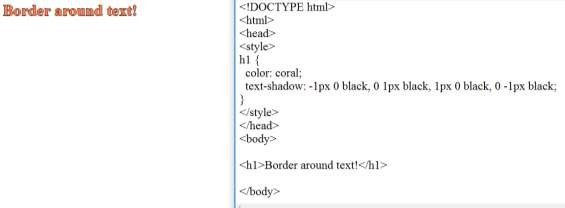 Border around text!
<!DOCTYPE html>
<html>
<head>
<style>
h1 {
  color: coral;
  text-shadow: -1px 0 black, 0 1px black, 1px 0 black, 0 -1px black;
}
</style>
</head>
<body>

<h1>Border around text!</h1>

</body>